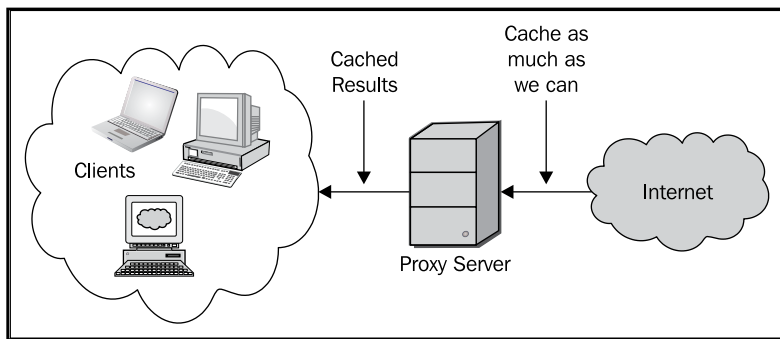 Cached
Results
Cache as
much as
we can
Clients
Internet
Proxy Server